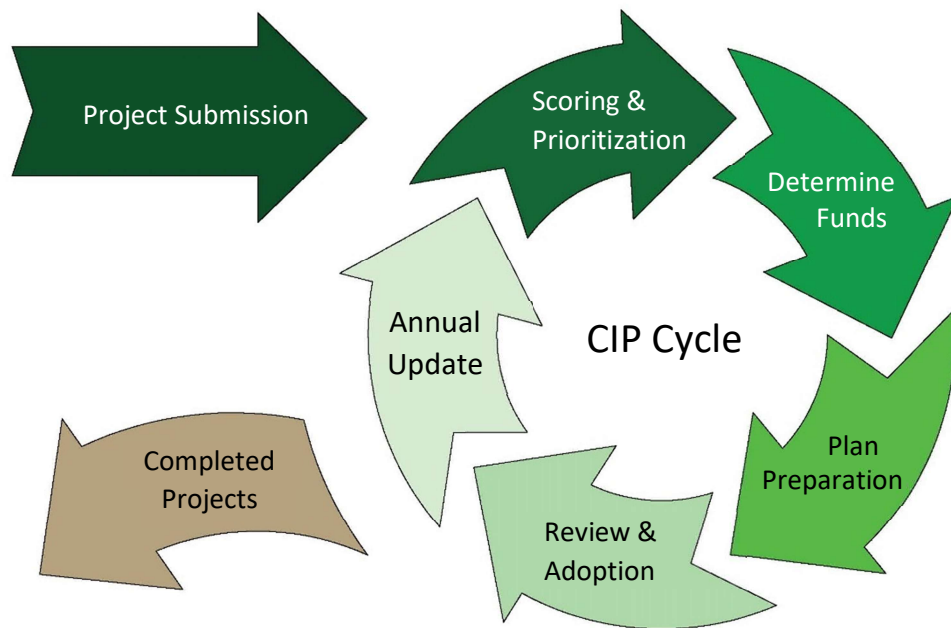 Project Submission
Scoring &
Prioritization
Determine
Funds
Plan
Preparation
Review &
Adoption
Annual
Update
CIP Cycle
Completed
Projects